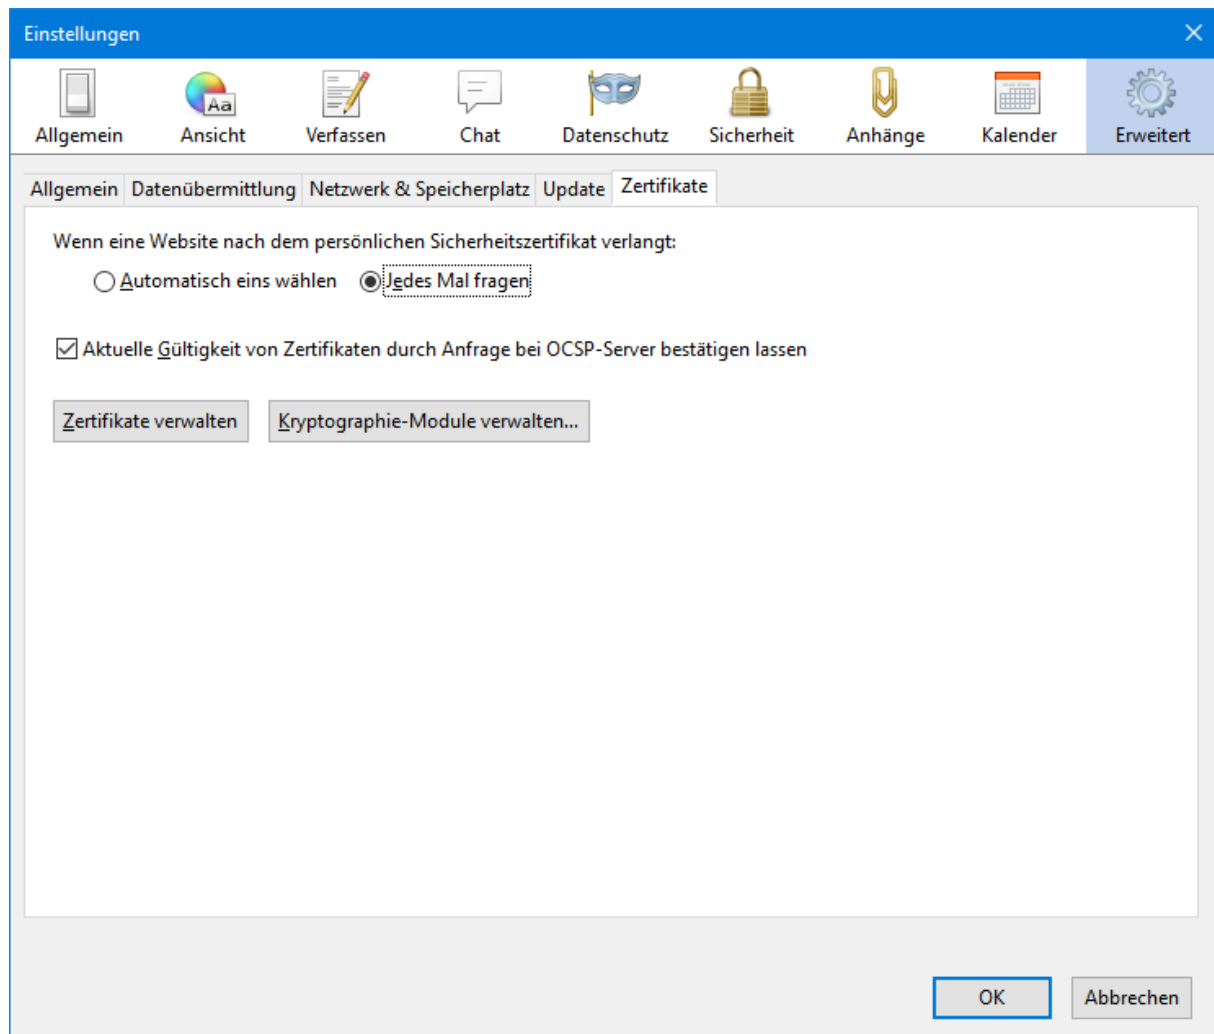 Einstellungen
Allgemein Ansicht Verfassen Chat Datenschutz Sicherheit Anhänge Kalender Erweitert
Allgemein Datenübermittlung Netzwerk & Speicherplatz Update Zertifikate
Wenn eine Website nach dem persönlichen Sicherheitszertifikat verlangt:
Automatisch eins wählen Jedes Mal fragen
Aktuelle Gültigkeit von Zertifikaten durch Anfrage bei OCSP-Server bestätigen lassen
Zertifikate verwalten Kryptographie-Module verwalten...
OK Abbrechen